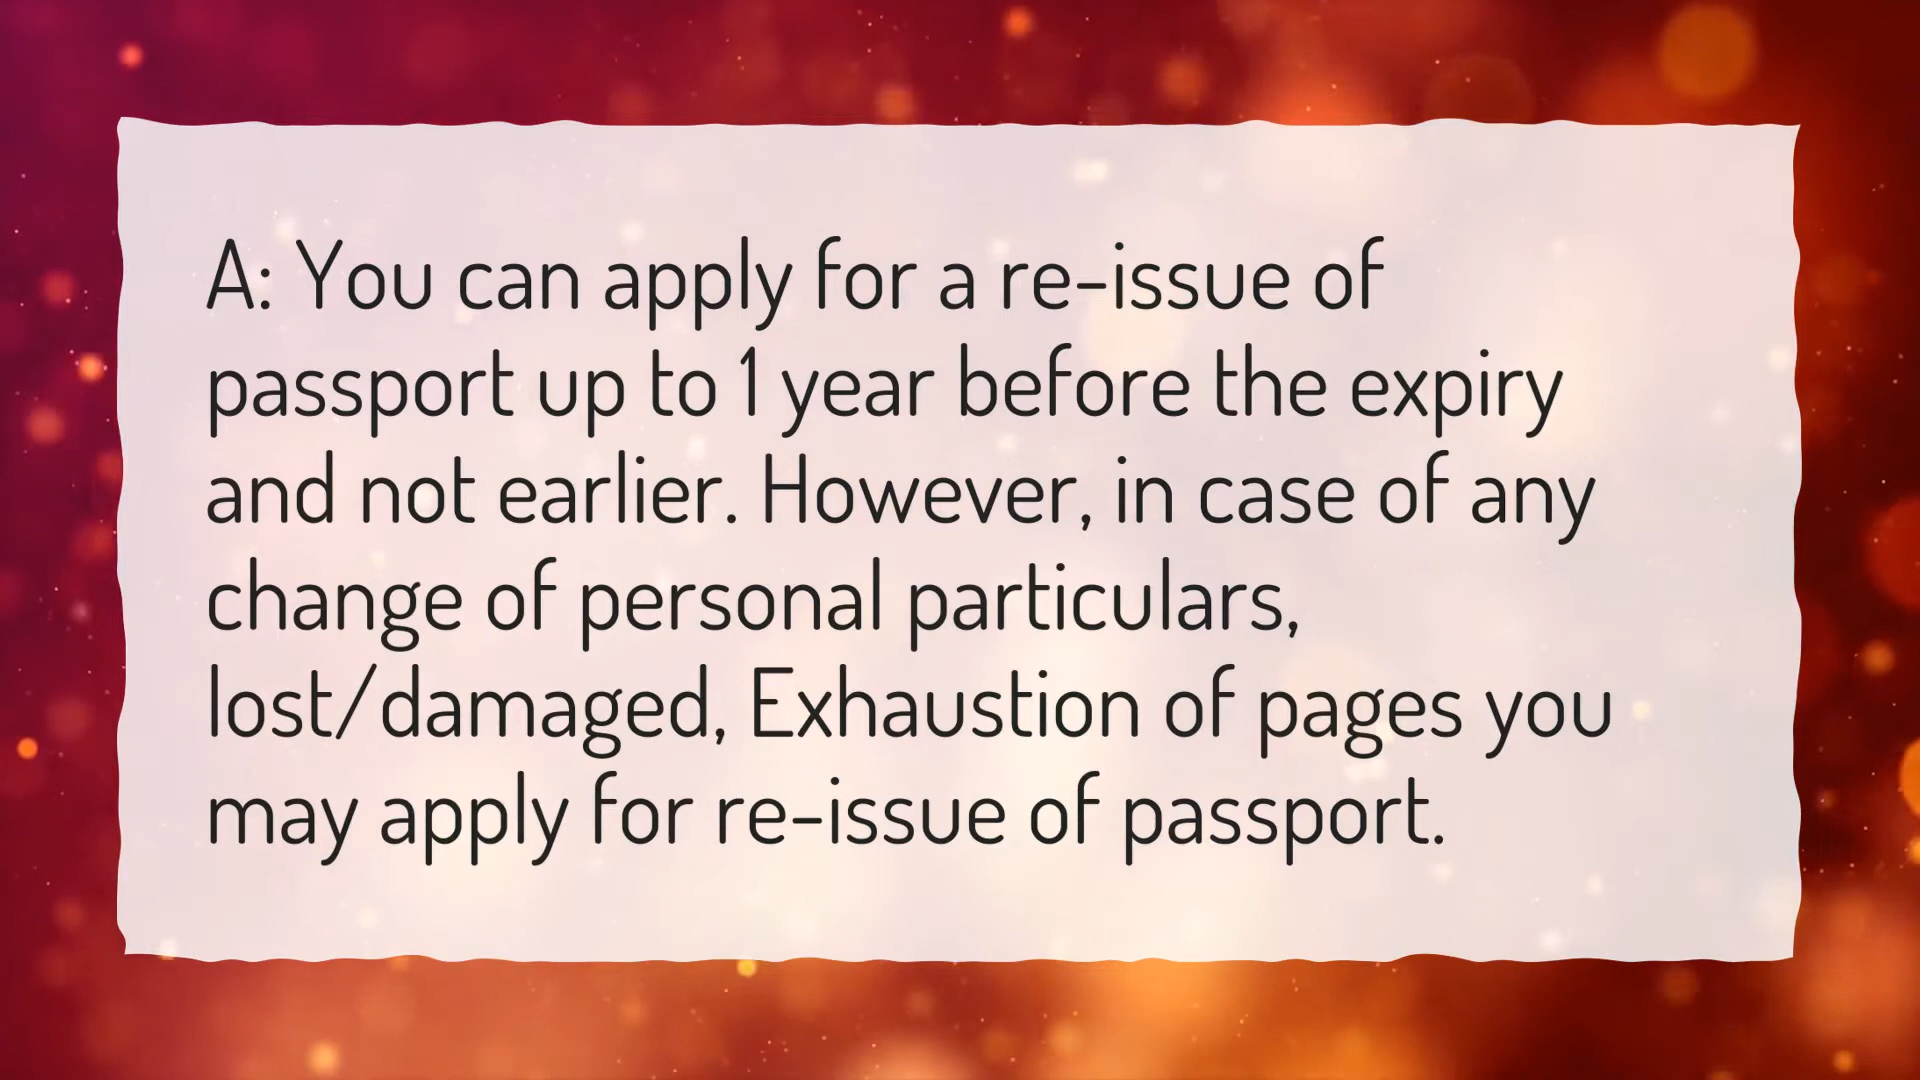 A: You can apply for a re-issue of
passport up to 1 year before the expiry
and not earlier. However, in case of any
change of personal particulars,
lost/damaged, Exhaustion of pages you
may apply for re-issue of passport.